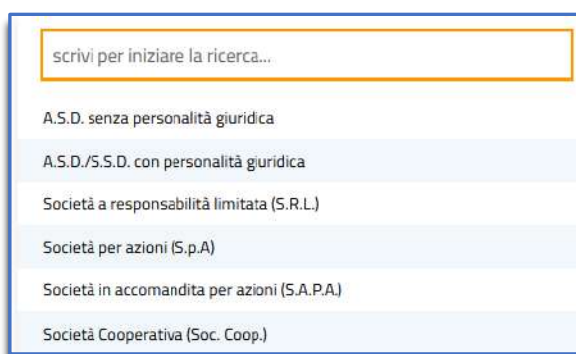 scrivi per iniziare la ricerca...
A.S.D. senza personalità giuridica
A.S.D./S.S.D. con personalità giuridica
Società a responsabilità limitata (S.R.L.)
Società per azioni (S.p.A)
Società in accomandita per azioni (S.A.P.A.)
Società Cooperativa (Soc. Coop.)